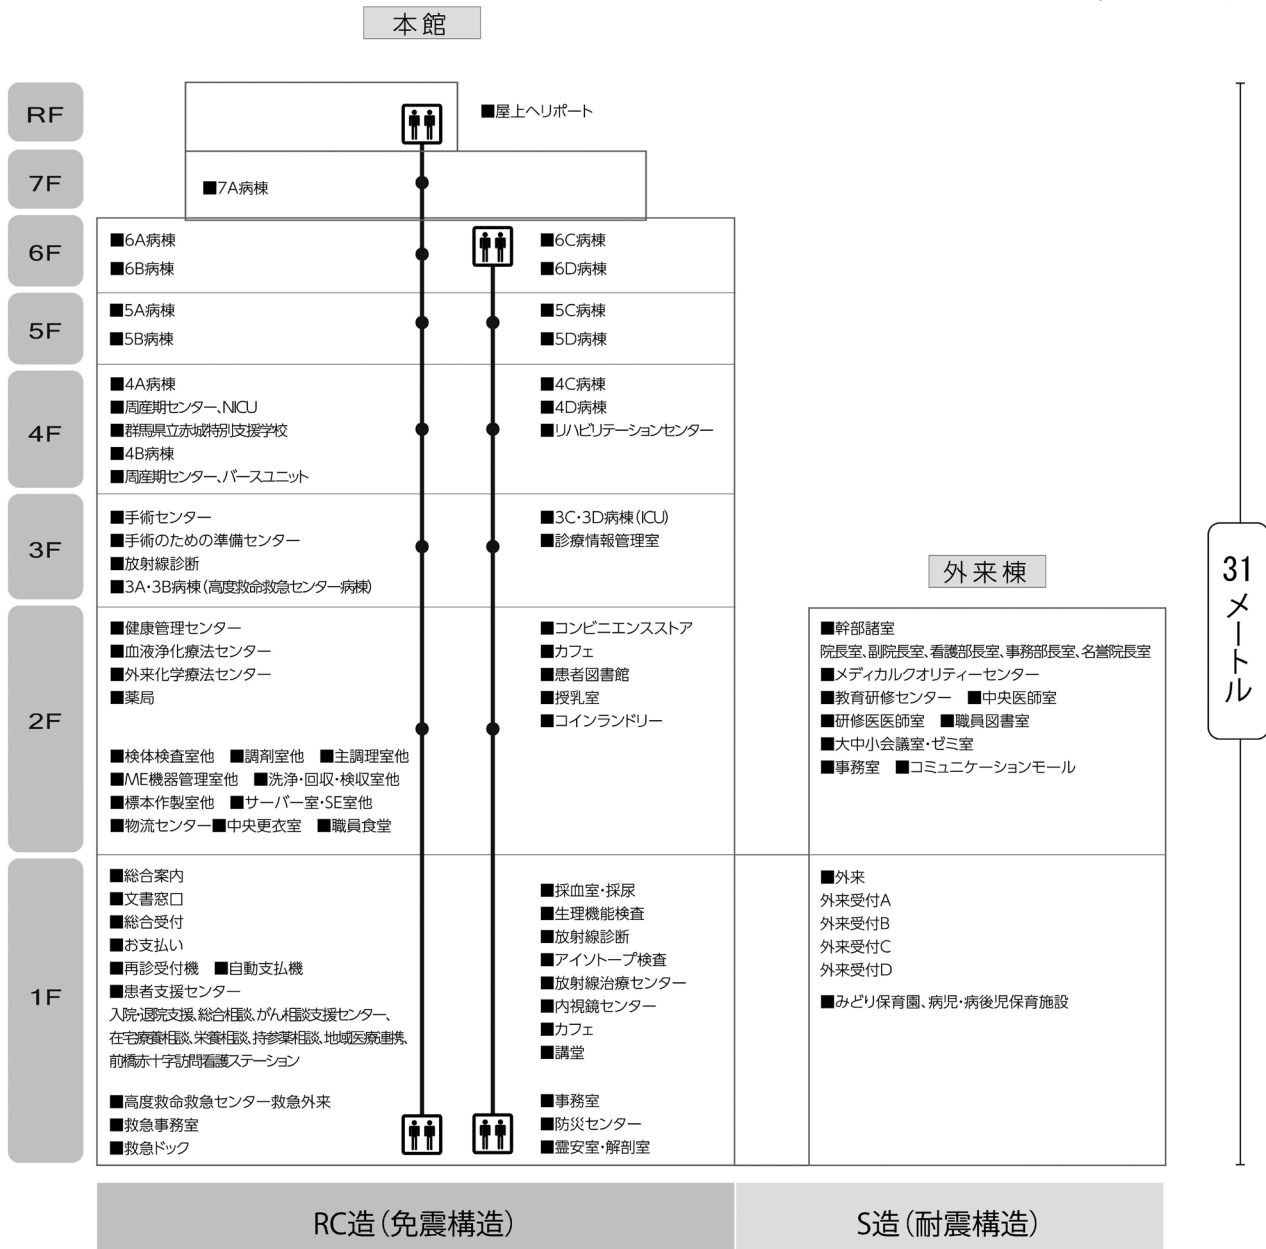 本館
RF
■屋上ヘリポート
7F
■7A病棟
6F
■6A病棟
■6B病棟
■6C病棟
■6D病棟
5F
■5A病棟
■5B病棟
■5C病棟
■5D病棟
4F
■4A病棟
■周産期センター、NICU
■群馬県立赤城特別支援学校
■4B病棟
■周産期センター、バースユニット
■4C病棟
■4D病棟
■リハビリテーションセンター
3F
■手術センター
■手術のための準備センター
■放射線診断
■3A・3B病棟(高度救命救急センター病棟)
■3C・3D病棟(ICU)
■診療情報管理室
外来棟
2F
■健康管理センター
■血液浄化療法センター
■外来化学療法センター
■薬局
■検体検査室他 ■調剤室他 ■主調理室他
■ME機器管理室他 ■洗浄・回収・検収室他
■標本作製室他 ■サーバー室・SE室他
■物流センター■中央更衣室 ■職員食堂
■コンビニエンスストア
■カフェ
■患者図書館
■授乳室
■コインランドリー
■幹部諸室
院長室、副院長室、看護部長室、事務部長室、名誉院長室
■メディカルクオリティーセンター
■教育研修センター ■中央医師室
■研修医医師室 ■職員図書室
■大中小会議室・ゼミ室
■事務室 ■コミュニケーションモール
1F
■総合案内
■文書窓口
■総合受付
■お支払い
■再診受付機 ■自動支払機
■患者支援センター
入院・退院支援、総合相談、がん相談支援センター、
在宅療養相談、栄養相談、持参薬相談、地域医療連携、
前橋赤十字訪問看護ステーション
■高度救命救急センター救急外来
■救急事務室
■救急ドック
■採血室・採尿
■生理機能検査
■放射線診断
■アイソトープ検査
■放射線治療センター
■内視鏡センター
■カフェ
■講堂
■事務室
■防災センター
■霊安室・解剖室
■外来
外来受付A
外来受付B
外来受付C
外来受付D
■みどり保育園、病児・病後児保育施設
31メートル
RC造(免震構造)
S造(耐震構造)